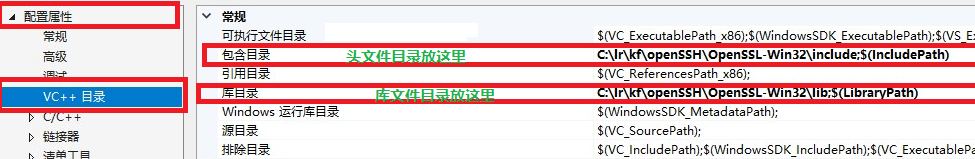 配置属性
常规
高级
调试
VC++ 目录
C/C++
链接器
清单工具
常规
可执行文件目录 $(VC_ExecutablePath_x86);$(WindowsSDK_ExecutablePath);$(VS_Ex
包含目录 头文件目录放这里 C:\lr\kf\openSSH\OpenSSL-Win32\include;$(IncludePath)
引用目录 $(VC_ReferencesPath_x86);
库目录 库文件目录放这里 C:\lr\kf\openSSH\OpenSSL-Win32\lib;$(LibraryPath)
Windows 运行库目录 $(WindowsSDK_MetadataPath);
源目录 $(VC_SourcePath);
排除目录 $(VC_IncludePath);$(WindowsSDK_IncludePath);$(VC_Executable